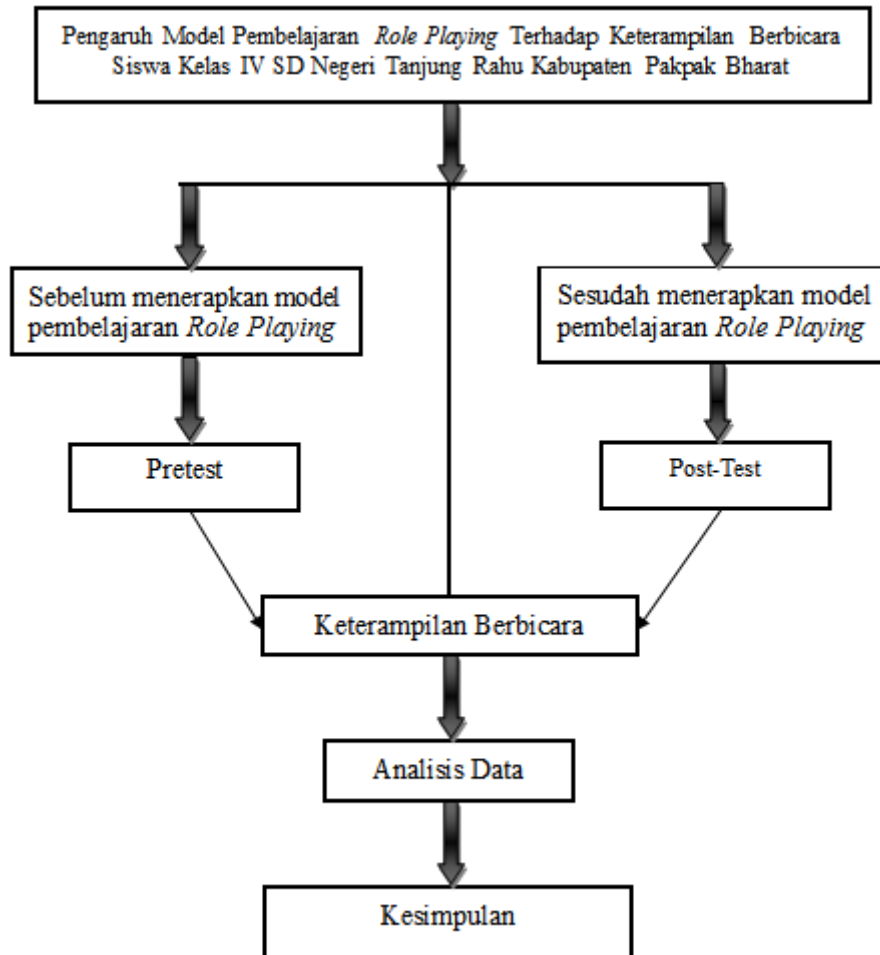 Pengaruh Model Pembelajaran Role Playing Terhadap Keterampilan Berbicara
Siswa Kelas IV SD Negeri Tanjung Rahu Kabupaten Pakpak Bharat
Sebelum menerapkan model
pembelajaran Role Playing
Sesudah menerapkan model
pembelajaran Role Playing
Pretest
Post-Test
Keterampilan Berbicara
Analisis Data
Kesimpulan